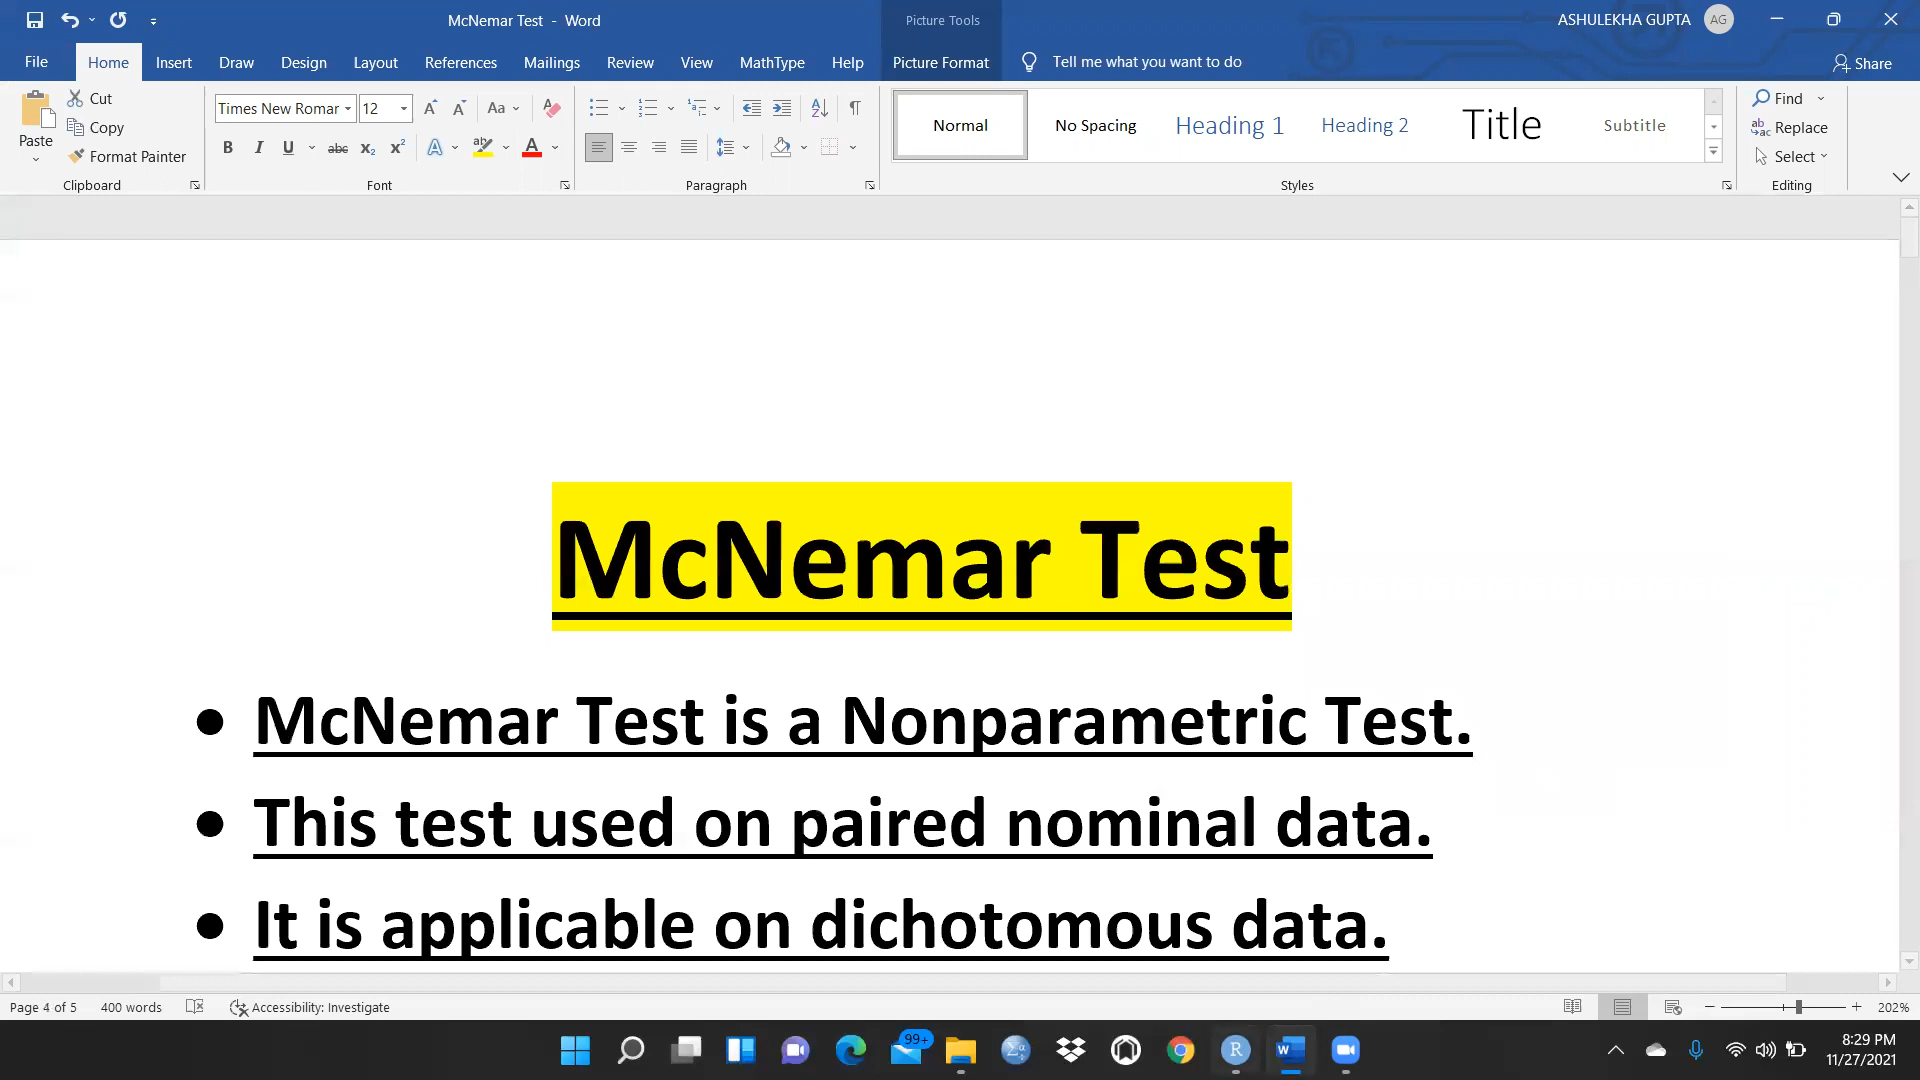 McNemar Test - Word
Picture Tools
ASHULEKHA GUPTA
AG
File
Home
Insert
Draw
Design
Layout
References
Mailings
Review
View
MathType
Help
Picture Format
Tell me what you want to do
Share
Paste
Cut
Copy
Format Painter
Clipboard
Times New Romar
12
Font
Paragraph
Normal
No Spacing
Heading 1
Heading 2
Title
Subtitle
Styles
Find
Replace
Select
Editing
McNemar Test
• McNemar Test is a Nonparametric Test.
• This test used on paired nominal data.
• It is applicable on dichotomous data.
Page 4 of 5
400 words
Accessibility: Investigate
202%
99+
8:29 PM
11/27/2021